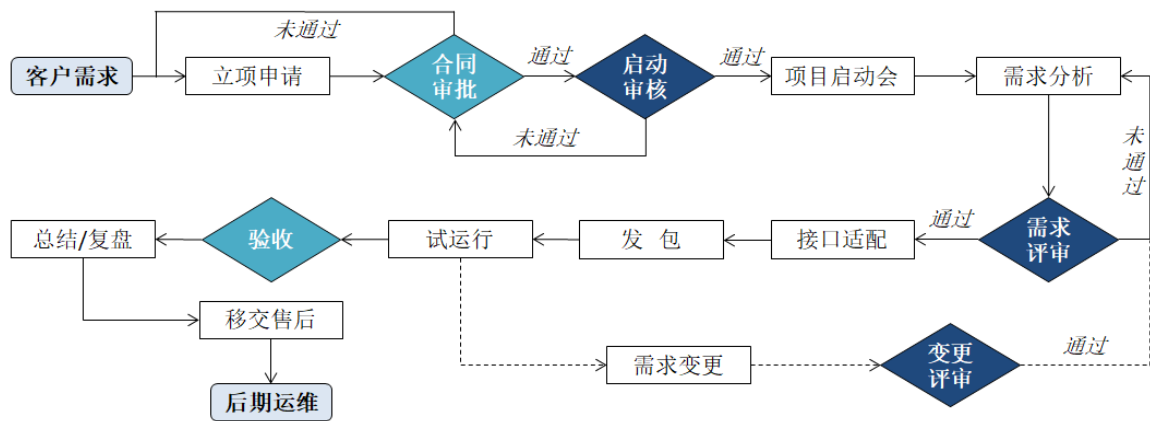 未通过
客户需求
立项申请
合同
审批
通过
启动
审核
通过
项目启动会
需求分析
未通过
未通过
总结/复盘
验收
试运行
发 包
接口适配
通过
需求
评审
移交售后
需求变更
变更
评审
通过
后期运维